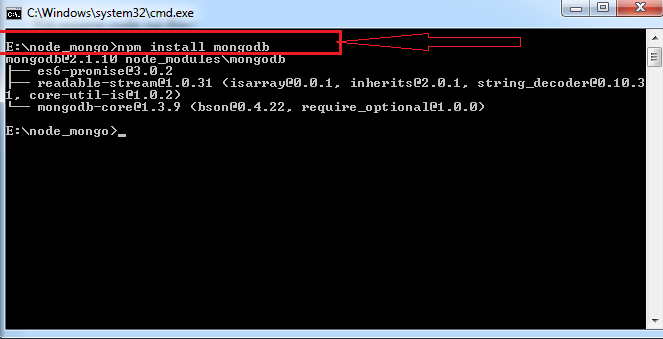 C:\Windows\system32\cmd.exe
E:\node_mongo>npm install mongodb
mongodb@2.1.10 node_modules\mongodb
├── es6-promise@3.0.2
├── readable-stream@1.0.31 (isarray@0.0.1, inherits@2.0.1, string_decoder@0.10.3
1, core-util-is@1.0.2)
└── mongodb-core@1.3.9 (bson@0.4.22, require_optional@1.0.0)
E:\node_mongo>_